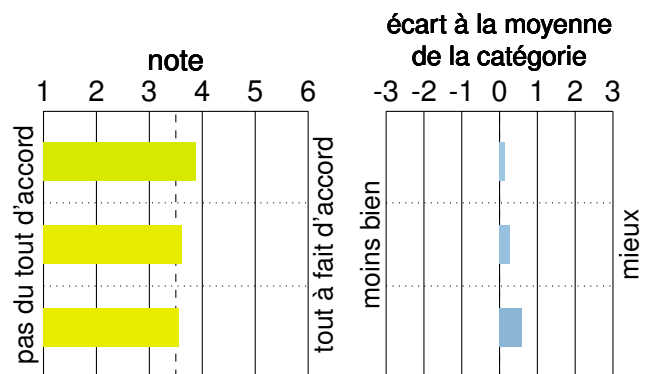 note
1 2 3 4 5 6
pas du tout d'accord
tout à fait d'accord
écart à la moyenne
de la catégorie
-3 -2 -1 0 1 2 3
moins bien
mieux